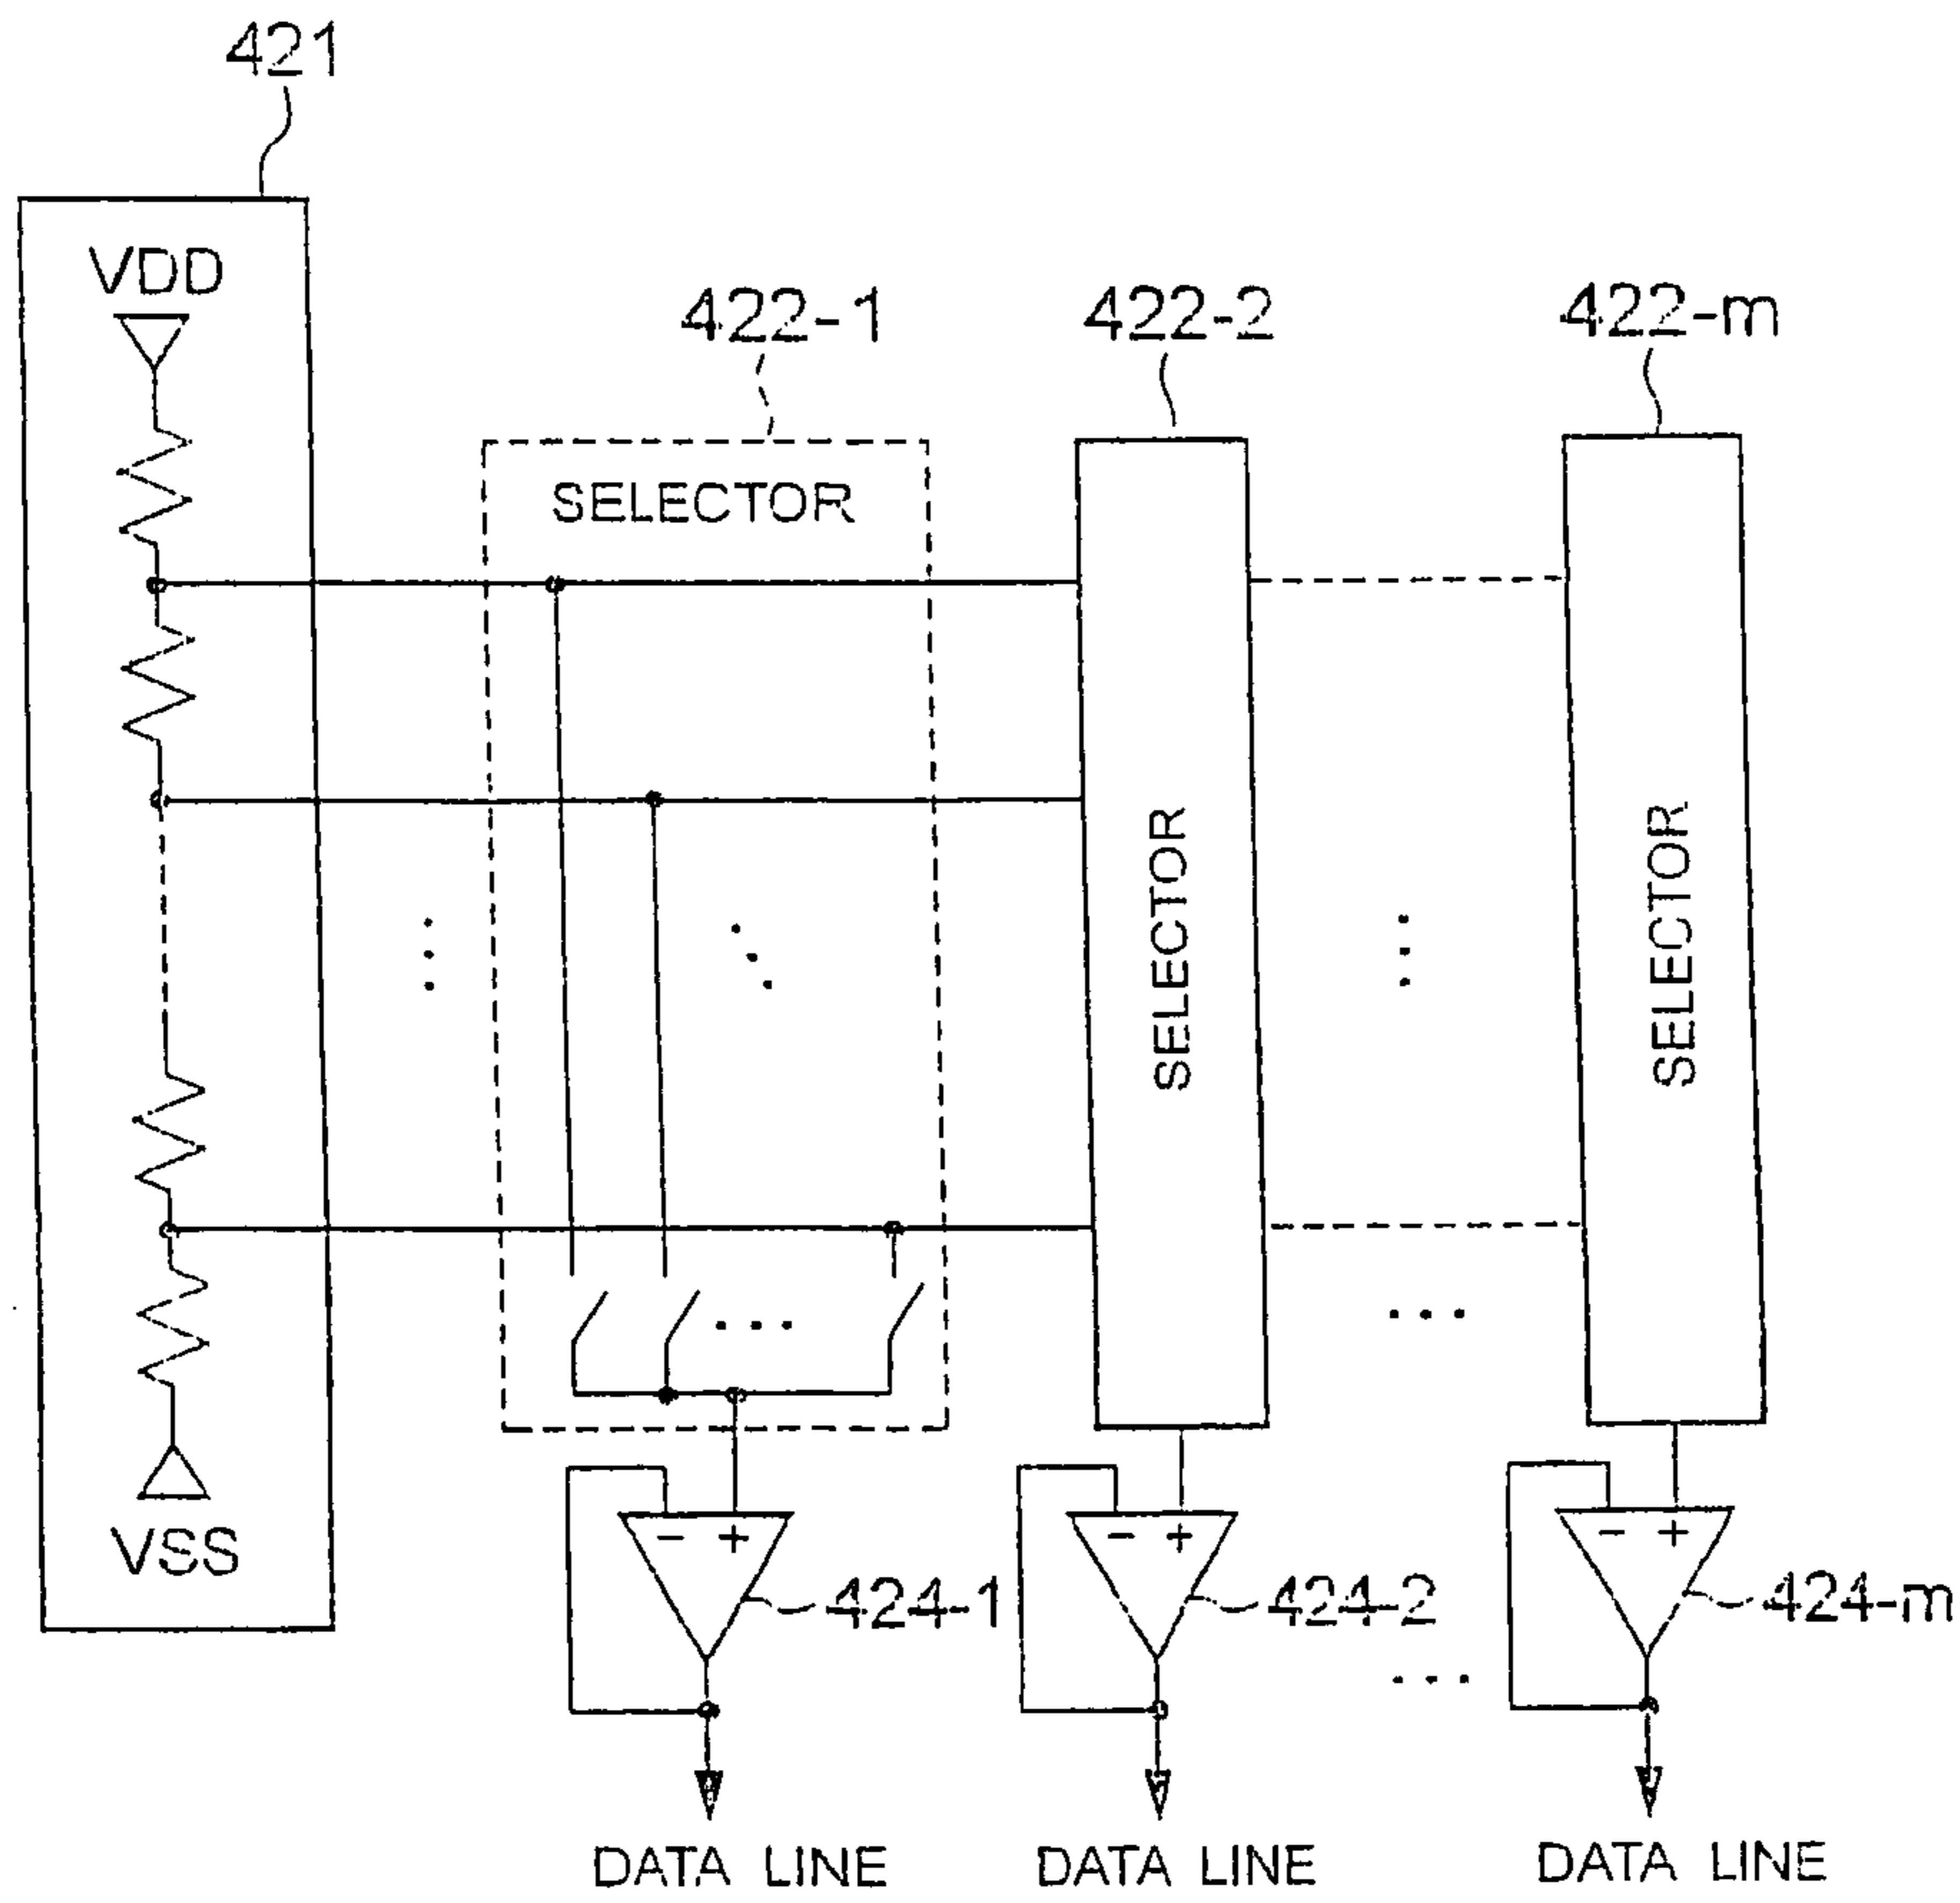 421
VDD
422-1
422-2
422-m
SELECTOR
SELECTOR
SELECTOR
VSS
- +
- +
- +
424-1
424-2
424-m
DATA LINE
DATA LINE
DATA LINE